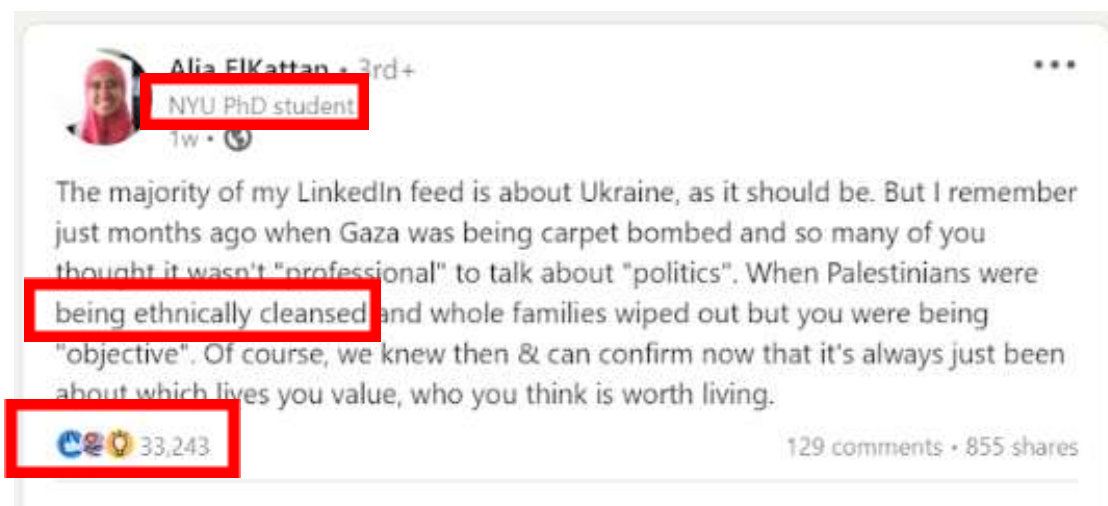 Alia ElKattan • 3rd+
NYU PhD student
1w •
The majority of my LinkedIn feed is about Ukraine, as it should be. But I remember
just months ago when Gaza was being carpet bombed and so many of you
thought it wasn't "professional" to talk about "politics". When Palestinians were
being ethnically cleansed and whole families wiped out but you were being
"objective". Of course, we knew then & can confirm now that it's always just been
about which lives you value, who you think is worth living.
33,243
129 comments • 855 shares